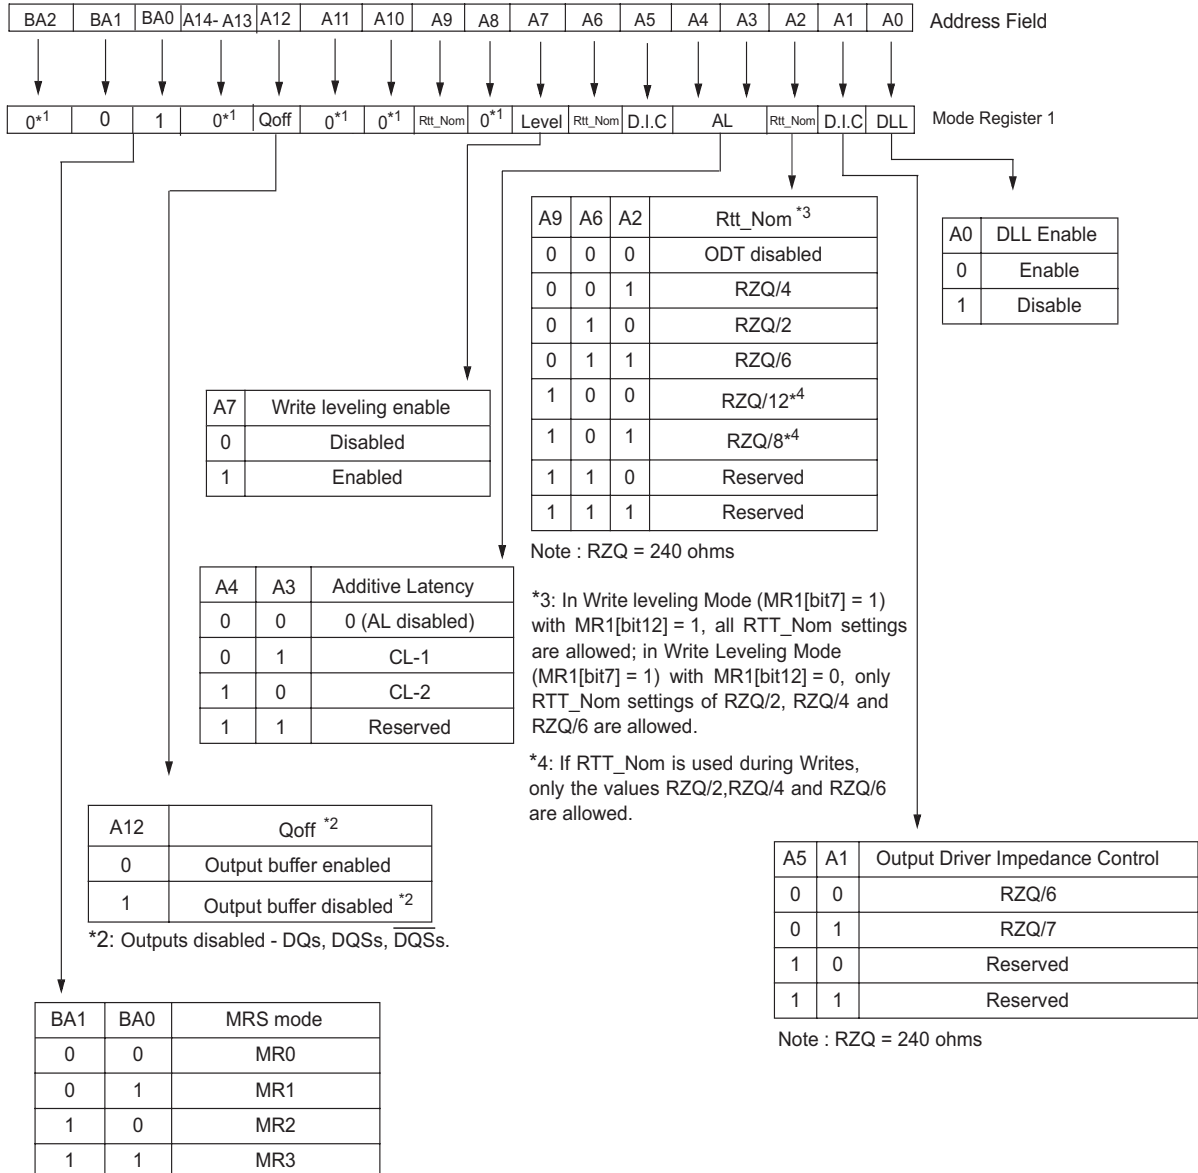 BA2 BA1 BA0 A14- A13 A12 A11 A10 A9 A8 A7 A6 A5 A4 A3 A2 A1 A0 Address Field
0*1 0 1 0*1 Qoff 0*1 0*1 Rtt_Nom 0*1 Level Rtt_Nom D.I.C AL Rtt_Nom D.I.C DLL Mode Register 1
A9 A6 A2 Rtt_Nom *3
0 0 0 ODT disabled
0 0 1 RZQ/4
0 1 0 RZQ/2
0 1 1 RZQ/6
1 0 0 RZQ/12*4
1 0 1 RZQ/8*4
1 1 0 Reserved
1 1 1 Reserved
Note : RZQ = 240 ohms
*3: In Write leveling Mode (MR1[bit7] = 1)
with MR1[bit12] = 1, all RTT_Nom settings
are allowed; in Write Leveling Mode
(MR1[bit7] = 1) with MR1[bit12] = 0, only
RTT_Nom settings of RZQ/2, RZQ/4 and
RZQ/6 are allowed.
*4: If RTT_Nom is used during Writes,
only the values RZQ/2,RZQ/4 and RZQ/6
are allowed.
A0 DLL Enable
0 Enable
1 Disable
A7 Write leveling enable
0 Disabled
1 Enabled
A4 A3 Additive Latency
0 0 0 (AL disabled)
0 1 CL-1
1 0 CL-2
1 1 Reserved
A12 Qoff *2
0 Output buffer enabled
1 Output buffer disabled *2
*2: Outputs disabled - DQs, DQSs, D̅Q̅S̅s.
A5 A1 Output Driver Impedance Control
0 0 RZQ/6
0 1 RZQ/7
1 0 Reserved
1 1 Reserved
Note : RZQ = 240 ohms
BA1 BA0 MRS mode
0 0 MR0
0 1 MR1
1 0 MR2
1 1 MR3